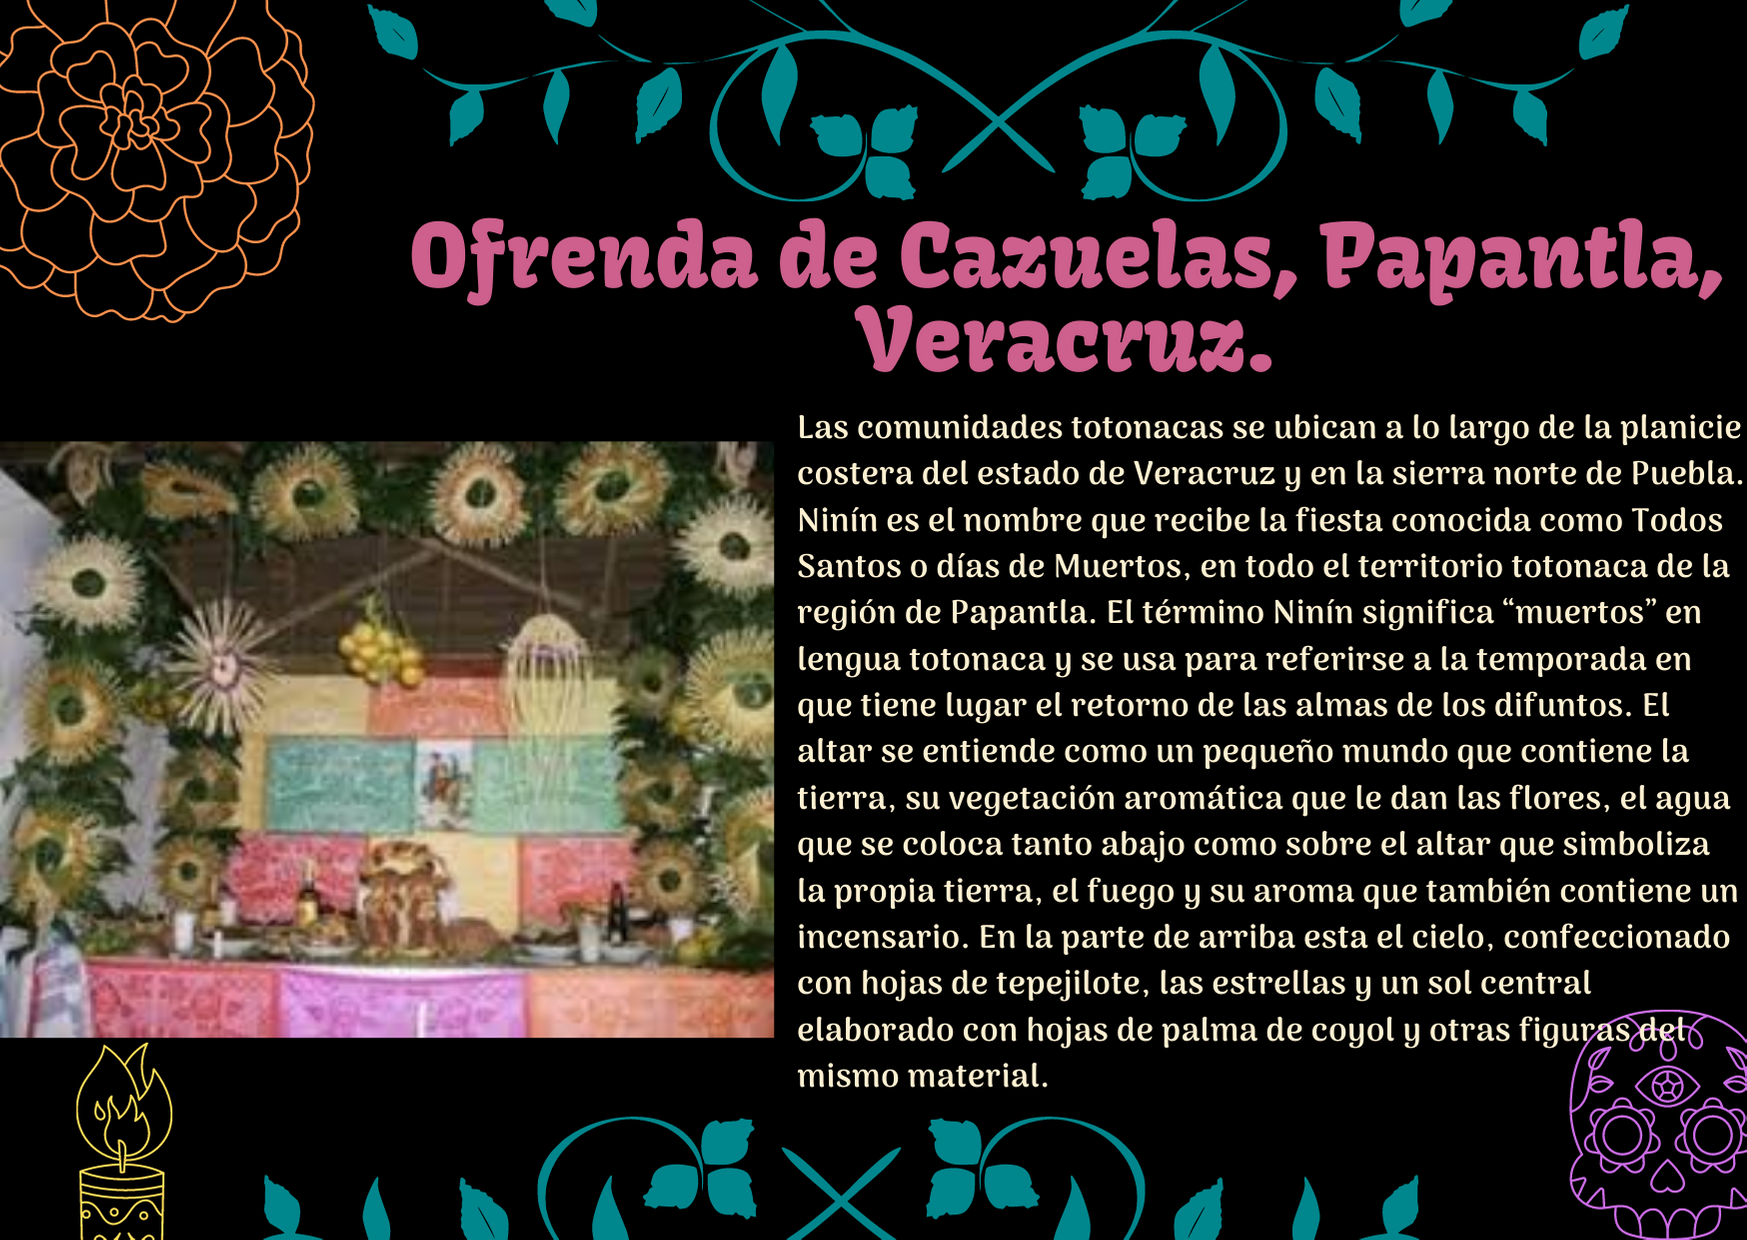 Ofrenda de Cazuelas, Papantla,
Veracruz.
Las comunidades totonacas se ubican a lo largo de la planicie
costera del estado de Veracruz y en la sierra norte de Puebla.
Ninín es el nombre que recibe la fiesta conocida como Todos
Santos o días de Muertos, en todo el territorio totonaca de la
región de Papantla. El término Ninín significa “muertos” en
lengua totonaca y se usa para referirse a la temporada en
que tiene lugar el retorno de las almas de los difuntos. El
altar se entiende como un pequeño mundo que contiene la
tierra, su vegetación aromática que le dan las flores, el agua
que se coloca tanto abajo como sobre el altar que simboliza
la propia tierra, el fuego y su aroma que también contiene un
incensario. En la parte de arriba esta el cielo, confeccionado
con hojas de tepejilote, las estrellas y un sol central
elaborado con hojas de palma de coyol y otras figuras del
mismo material.